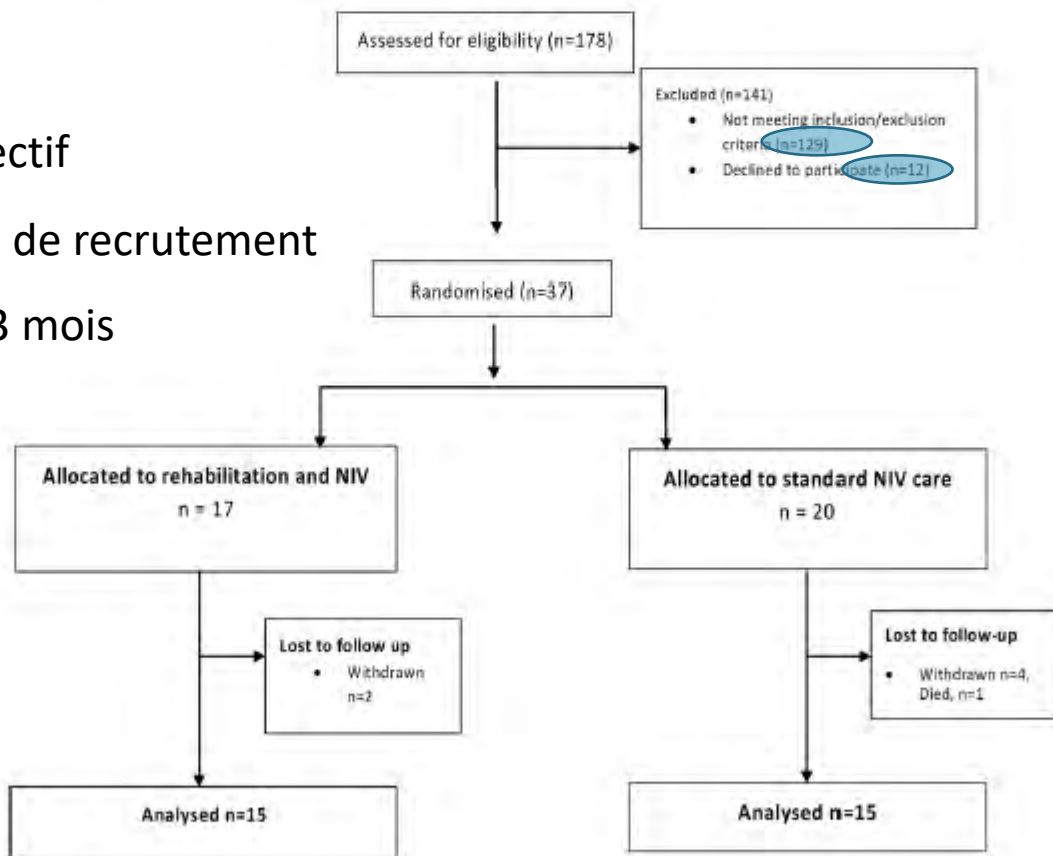 Assessed for eligibility (n=178)
Excluded (n=141)
• Not meeting inclusion/exclusion
criteria (n=129)
• Declined to participate (n=12)
ectif
de recrutement
3 mois
Randomised (n=37)
Allocated to rehabilitation and NIV
n = 17
Allocated to standard NIV care
n = 20
Lost to follow up
• Withdrawn
n=2
Lost to follow-up
• Withdrawn n=4,
Died, n=1
Analysed n=15
Analysed n=15